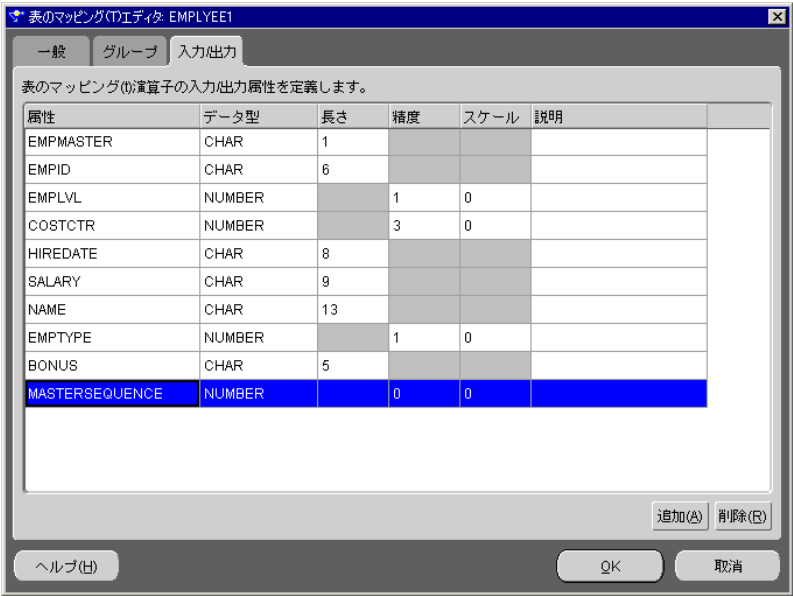 表のマッピング(T)エディタ: EMPLYEE1
一般 グループ 入力/出力
表のマッピング(t)演算子の入力/出力属性を定義します。
属性 データ型 長さ 精度 スケール 説明
EMPMASTER CHAR 1
EMPID CHAR 6
EMPLVL NUMBER 1 0
COSTCTR NUMBER 3 0
HIREDATE CHAR 8
SALARY CHAR 9
NAME CHAR 13
EMPTYPE NUMBER 1 0
BONUS CHAR 5
MASTERSEQUENCE NUMBER 0 0
追加(A) 削除(R)
ヘルプ(H) OK 取消